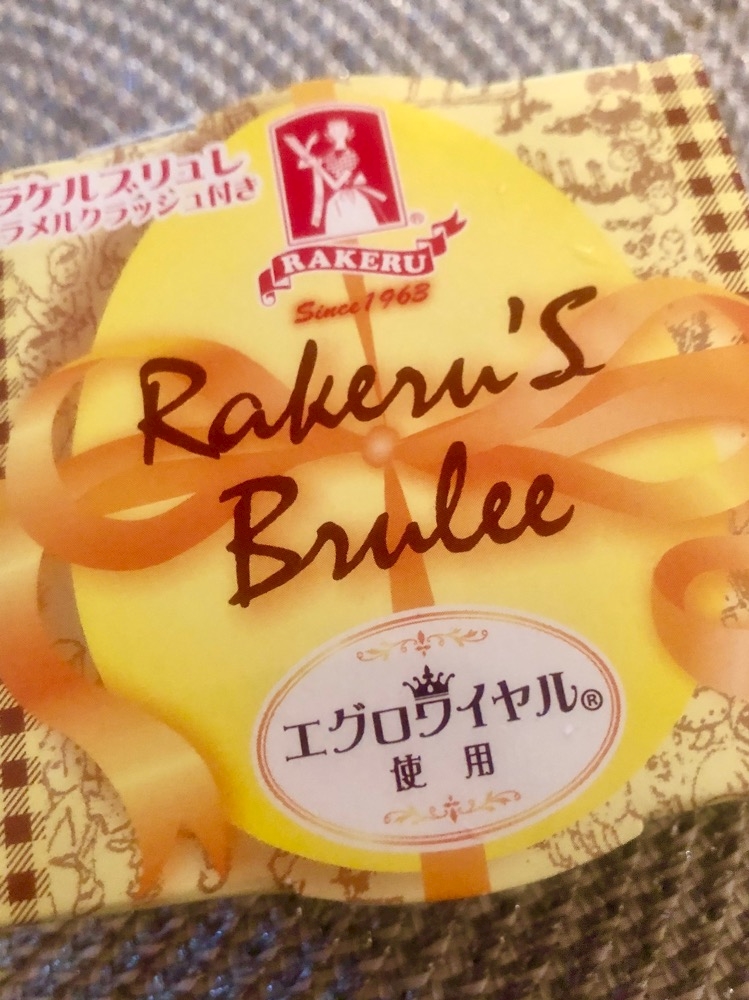 ラケルブリュレ
ラメルクラッシュ付き
RAKERU®
Since 1963
Rakeru'S
Brulee
エグロワイヤル®
使用